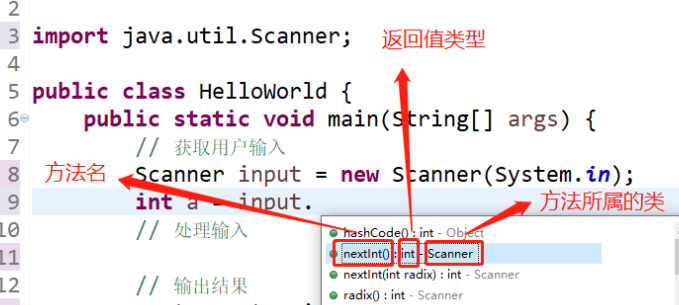 2
3 import java.util.Scanner; 返回值类型
4
5 public class HelloWorld {
6 public static void main(String[] args) {
7 // 获取用户输入
方法名
8 Scanner input = new Scanner(System.in);
9 int a = input. 方法所属的类
10 // 处理输入
hashCode() : int - Object
11 nextInt() : int - Scanner
nextInt(int radix) : int - Scanner
12 // 输出结果
radix() : int - Scanner